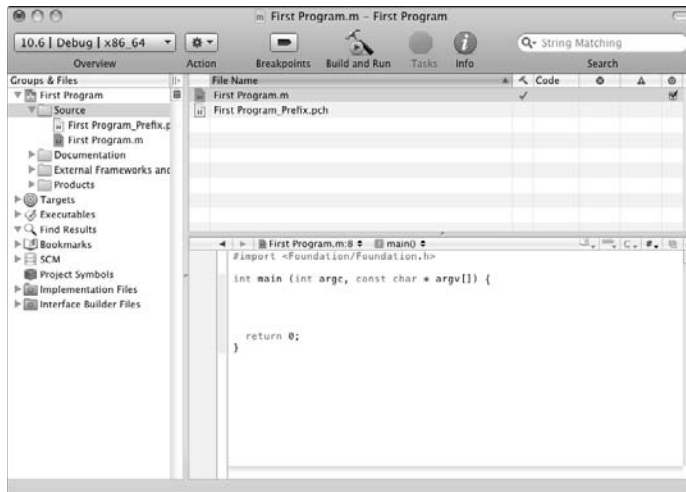 First Program.m – First Program
10.6 | Debug | x86_64
String Matching
Overview
Action
Breakpoints
Build and Run
Tasks
Info
Search
Groups & Files
First Program
Source
First Program_Prefix.p
First Program.m
Documentation
External Frameworks and
Products
Targets
Executables
Find Results
Bookmarks
SCM
Project Symbols
Implementation Files
Interface Builder Files
File Name
Code
First Program.m
First Program_Prefix.pch
First Program.m:8
main()
C
#
#import <Foundation/Foundation.h>
int main (int argc, const char * argv[]) {
return 0;
}